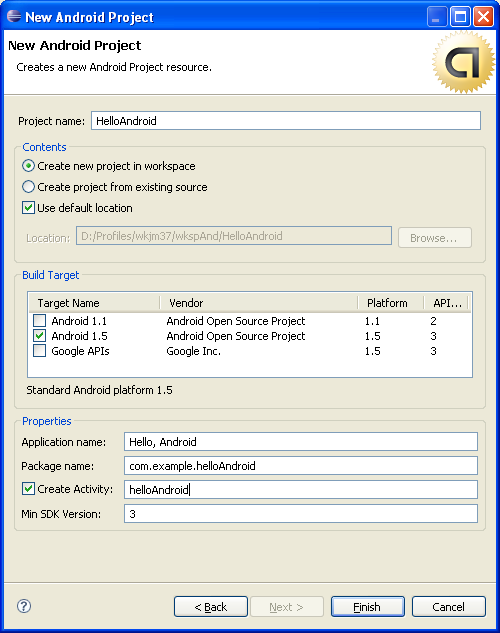 New Android Project
New Android Project
Creates a new Android Project resource.
Project name: HelloAndroid
Contents
Create new project in workspace
Create project from existing source
Use default location
Location: D:/Profiles/wkjm37/wkspAnd/HelloAndroid Browse...
Build Target
Target Name Vendor Platform API...
Android 1.1 Android Open Source Project 1.1 2
Android 1.5 Android Open Source Project 1.5 3
Google APIs Google Inc. 1.5 3
Standard Android platform 1.5
Properties
Application name: Hello, Android
Package name: com.example.helloAndroid
Create Activity: helloAndroid
Min SDK Version: 3
? < Back Next > Finish Cancel